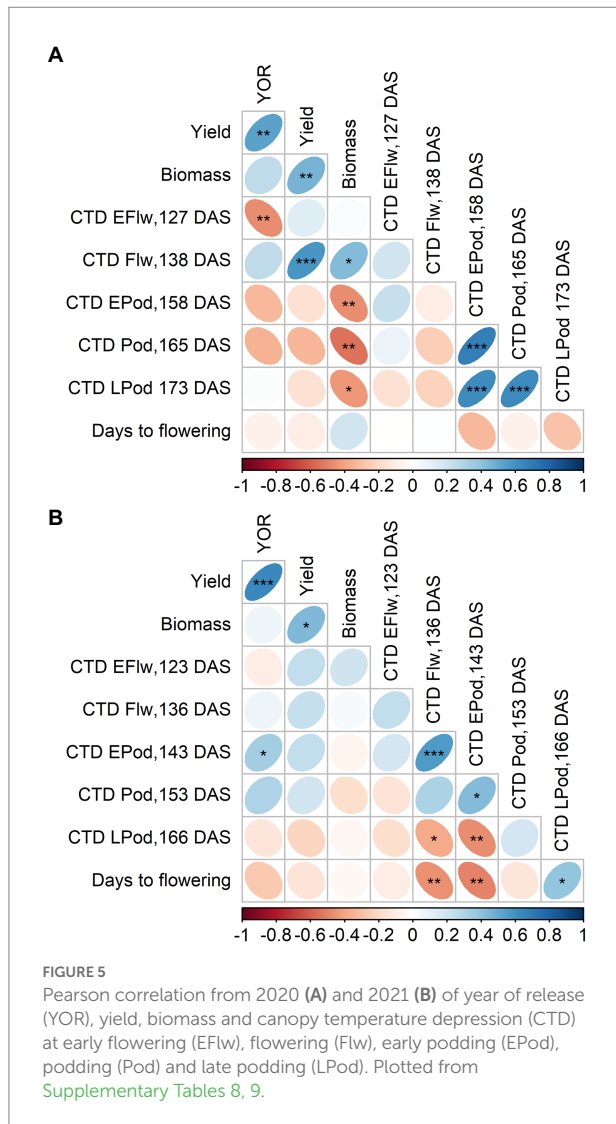 A
YOR
Yield
Biomass
CTD EFlw,127 DAS
CTD Flw,138 DAS
CTD EPod,158 DAS
CTD Pod,165 DAS
CTD LPod 173 DAS
Yield **
Biomass **
CTD EFlw,127 DAS **
CTD Flw,138 DAS *** *
CTD EPod,158 DAS **
CTD Pod,165 DAS ** ***
CTD LPod 173 DAS * *** ***
Days to flowering
-1 -0.8 -0.6 -0.4 -0.2 0 0.2 0.4 0.6 0.8 1
B
YOR
Yield
Biomass
CTD EFlw,123 DAS
CTD Flw,136 DAS
CTD EPod,143 DAS
CTD Pod,153 DAS
CTD LPod,166 DAS
Yield ***
Biomass *
CTD EFlw,123 DAS
CTD Flw,136 DAS
CTD EPod,143 DAS * ***
CTD Pod,153 DAS *
CTD LPod,166 DAS * **
Days to flowering ** ** *
-1 -0.8 -0.6 -0.4 -0.2 0 0.2 0.4 0.6 0.8 1
FIGURE 5
Pearson correlation from 2020 (A) and 2021 (B) of year of release
(YOR), yield, biomass and canopy temperature depression (CTD)
at early flowering (EFlw), flowering (Flw), early podding (EPod),
podding (Pod) and late podding (LPod). Plotted from
Supplementary Tables 8, 9.